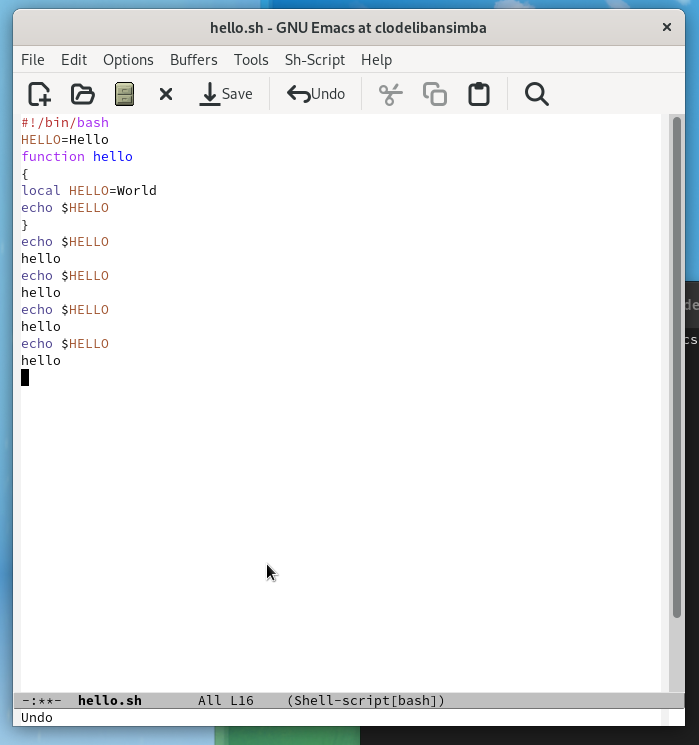 hello.sh - GNU Emacs at clodelibansimba ×
File Edit Options Buffers Tools Sh-Script Help
Save Undo
#!/bin/bash
HELLO=Hello
function hello
{
local HELLO=World
echo $HELLO
}
echo $HELLO
hello
echo $HELLO
hello
echo $HELLO
hello
echo $HELLO
hello
-:**- hello.sh All L16 (Shell-script[bash])
Undo